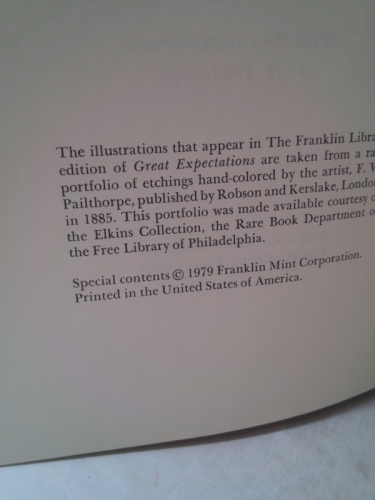 The illustrations that appear in The Franklin
edition of Great Expectations are taken from a
portfolio of etchings hand-colored by the artist, F.
Pailthorpe, published by Robson and Kerslake, London
in 1885. This portfolio was made available courtesy
the Elkins Collection, the Rare Book Department
the Free Library of Philadelphia.
Special contents © 1979 Franklin Mint Corporation.
Printed in the United States of America.